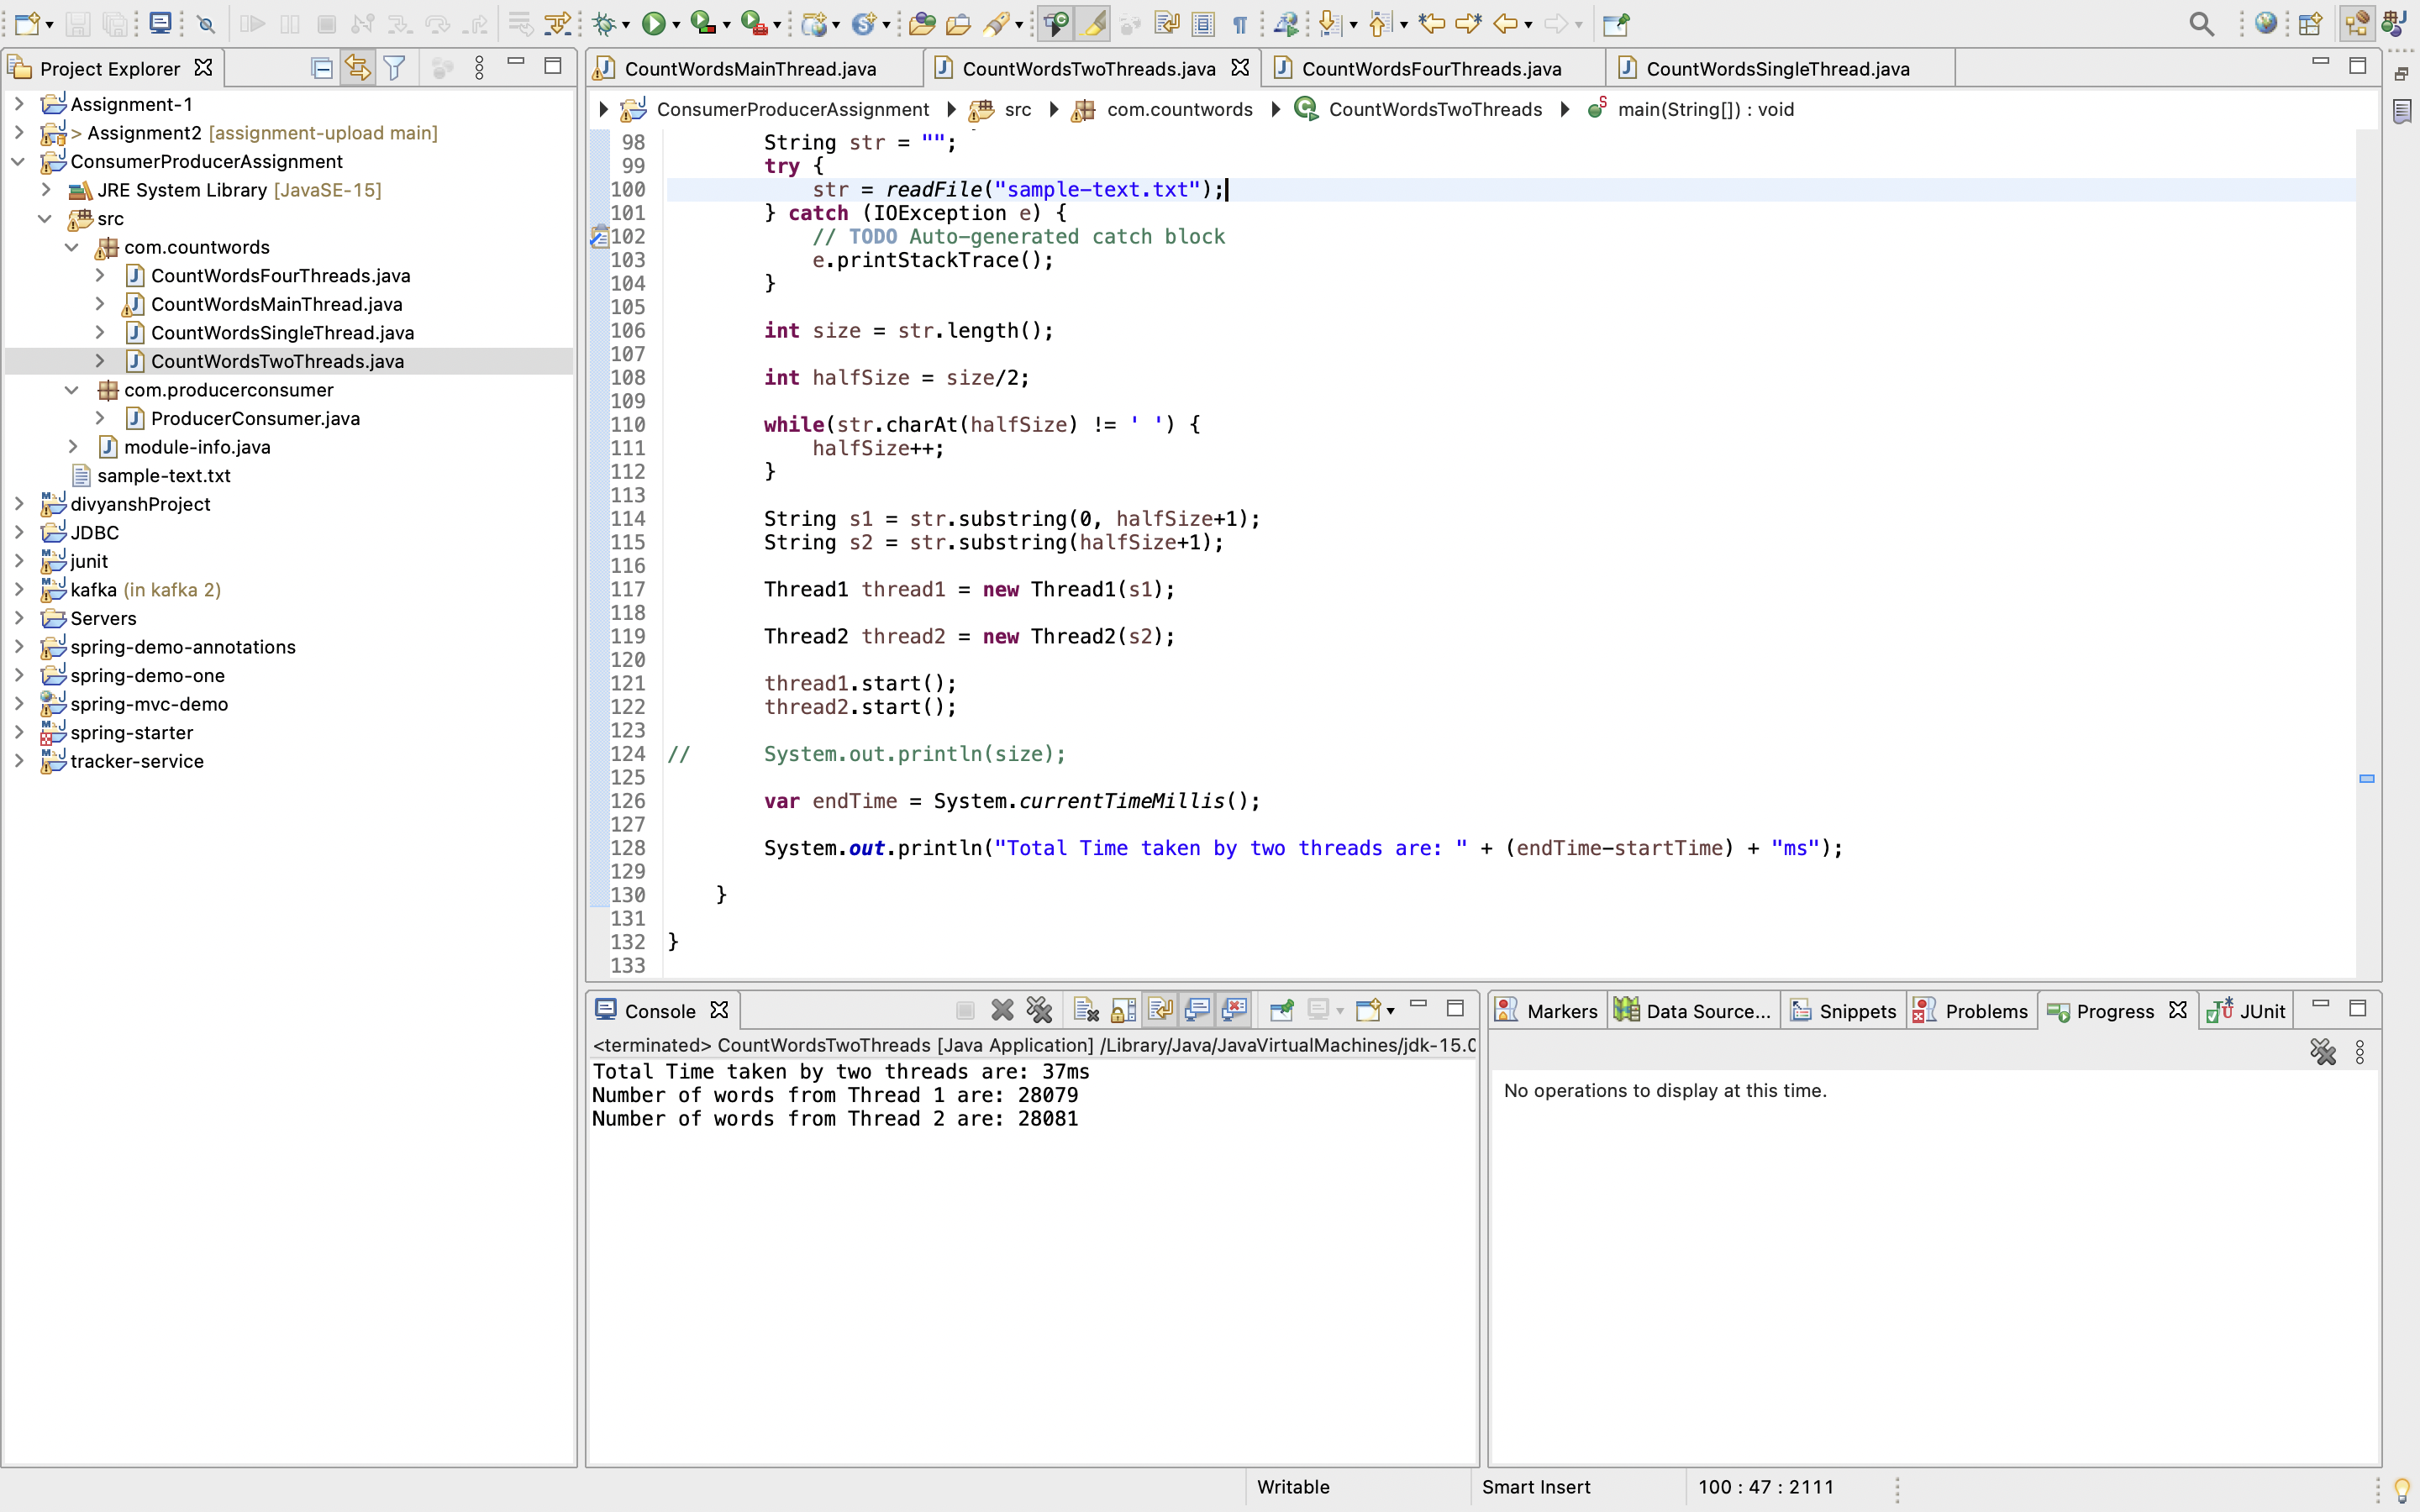 Project Explorer
Assignment-1
> Assignment2 [assignment-upload main]
ConsumerProducerAssignment
JRE System Library [JavaSE-15]
src
com.countwords
CountWordsFourThreads.java
CountWordsMainThread.java
CountWordsSingleThread.java
CountWordsTwoThreads.java
com.producerconsumer
ProducerConsumer.java
module-info.java
sample-text.txt
divyanshProject
JDBC
junit
kafka (in kafka 2)
Servers
spring-demo-annotations
spring-demo-one
spring-mvc-demo
spring-starter
tracker-service
CountWordsMainThread.java CountWordsTwoThreads.java CountWordsFourThreads.java CountWordsSingleThread.java
ConsumerProducerAssignment src com.countwords CountWordsTwoThreads main(String[]) : void
98 String str = "";
99 try {
100 str = readFile("sample-text.txt");
101 } catch (IOException e) {
102 // TODO Auto-generated catch block
103 e.printStackTrace();
104 }
105
106 int size = str.length();
107
108 int halfSize = size/2;
109
110 while(str.charAt(halfSize) != ' ') {
111 halfSize++;
112 }
113
114 String s1 = str.substring(0, halfSize+1);
115 String s2 = str.substring(halfSize+1);
116
117 Thread1 thread1 = new Thread1(s1);
118
119 Thread2 thread2 = new Thread2(s2);
120
121 thread1.start();
122 thread2.start();
123
124 // System.out.println(size);
125
126 var endTime = System.currentTimeMillis();
127
128 System.out.println("Total Time taken by two threads are: " + (endTime-startTime) + "ms");
129
130 }
131
132 }
133
Console
<terminated> CountWordsTwoThreads [Java Application] /Library/Java/JavaVirtualMachines/jdk-15.0
Total Time taken by two threads are: 37ms
Number of words from Thread 1 are: 28079
Number of words from Thread 2 are: 28081
Markers Data Source... Snippets Problems Progress JUnit
No operations to display at this time.
Writable Smart Insert 100 : 47 : 2111